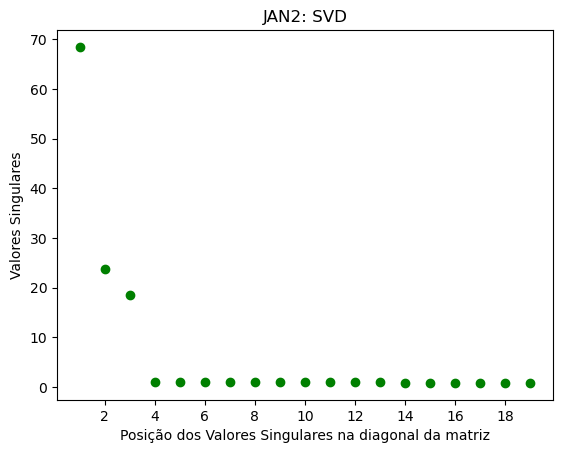 JAN2: SVD
70
60
50
40
30
20
10
0
Valores Singulares
2 4 6 8 10 12 14 16 18
Posição dos Valores Singulares na diagonal da matriz